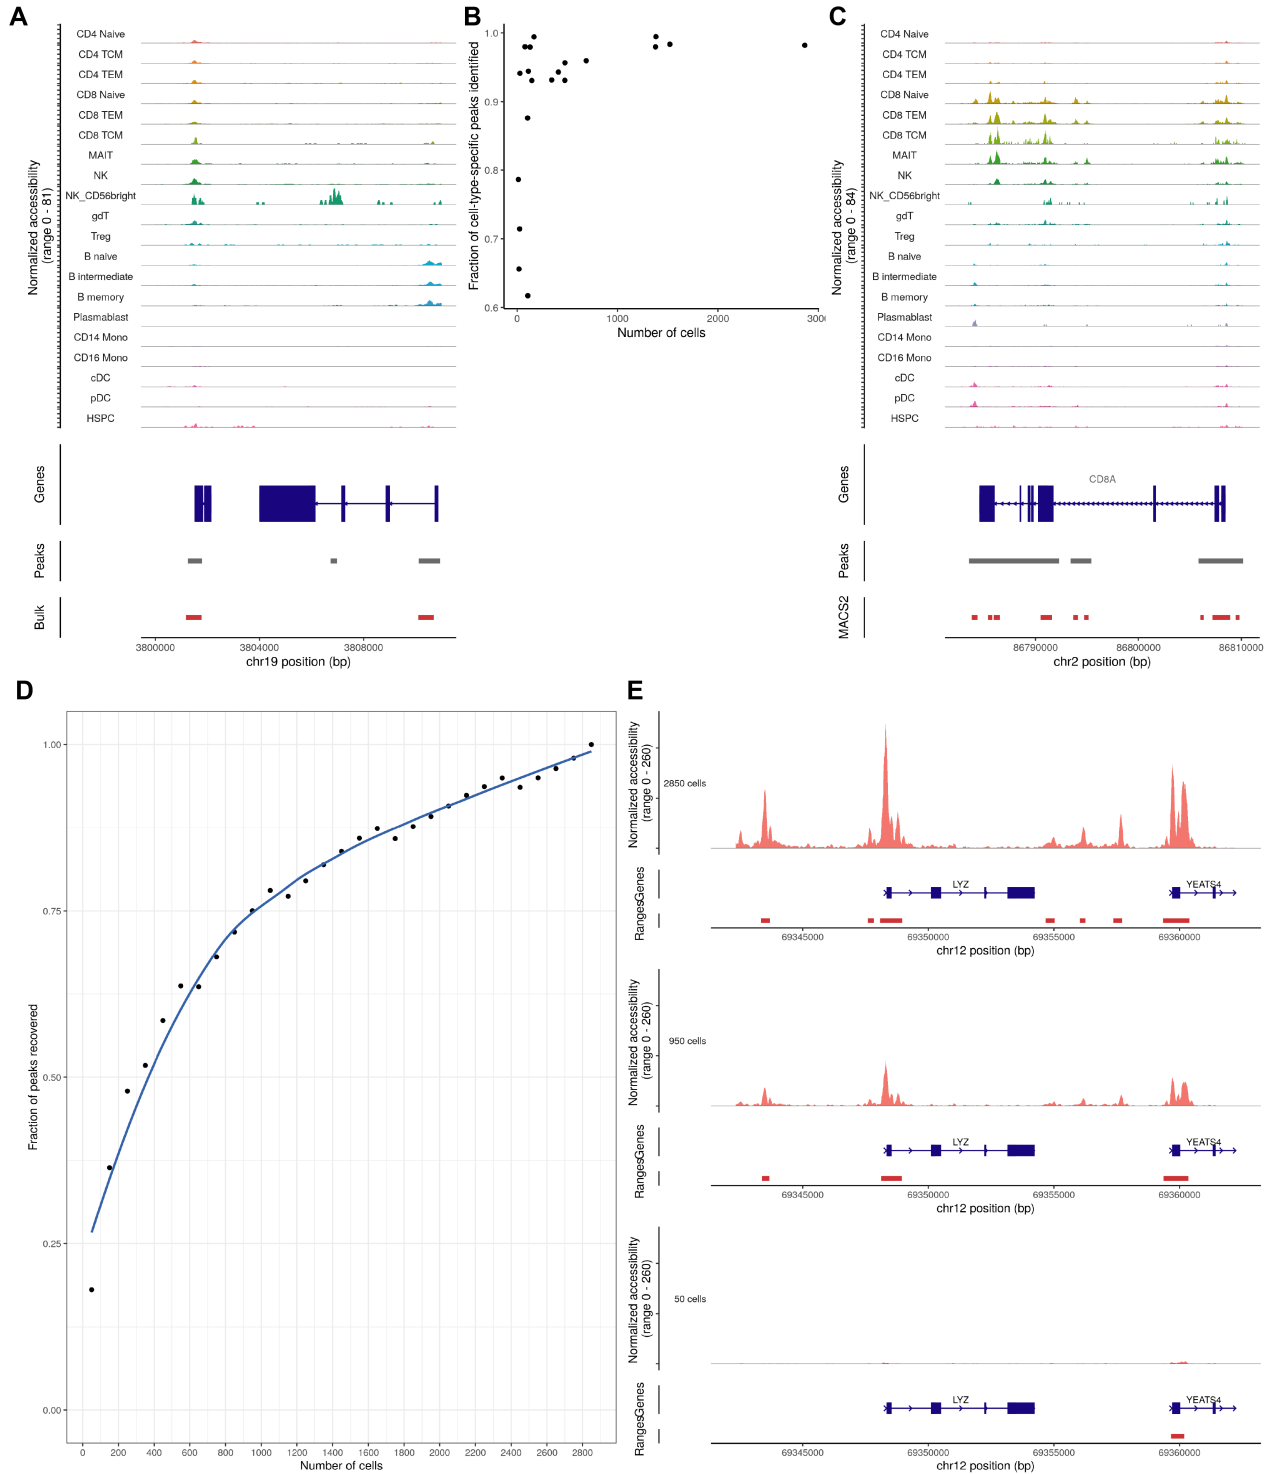 A
Normalized accessibility
(range 0 - 81)
CD4 Naive
CD4 TCM
CD4 TEM
CD8 Naive
CD8 TEM
CD8 TCM
MAIT
NK
NK_CD56bright
gdT
Treg
B naive
B intermediate
B memory
Plasmablast
CD14 Mono
CD16 Mono
cDC
pDC
HSPC
Genes
Peaks
Bulk
3800000 3804000 3808000
chr19 position (bp)
B
Fraction of cell-type-specific peaks identified
1.0
0.9
0.8
0.7
0.6
0 1000 2000 300
Number of cells
C
Normalized accessibility
(range 0 - 84)
CD4 Naive
CD4 TCM
CD4 TEM
CD8 Naive
CD8 TEM
CD8 TCM
MAIT
NK
NK_CD56bright
gdT
Treg
B naive
B intermediate
B memory
Plasmablast
CD14 Mono
CD16 Mono
cDC
pDC
HSPC
Genes
CD8A
Peaks
MACS2
86790000 86800000 86810000
chr2 position (bp)
D
Fraction of peaks recovered
1.00
0.75
0.50
0.25
0.00
0 200 400 600 800 1000 1200 1400 1600 1800 2000 2200 2400 2600 2800
Number of cells
E
Normalized accessibility
(range 0 - 260)
2850 cells
Genes
LYZ YEATS4
Ranges
69345000 69350000 69355000 69360000
chr12 position (bp)
Normalized accessibility
(range 0 - 260)
950 cells
Genes
LYZ YEATS4
Ranges
69345000 69350000 69355000 69360000
chr12 position (bp)
Normalized accessibility
(range 0 - 260)
50 cells
Genes
LYZ YEATS4
Ranges
69345000 69350000 69355000 69360000
chr12 position (bp)